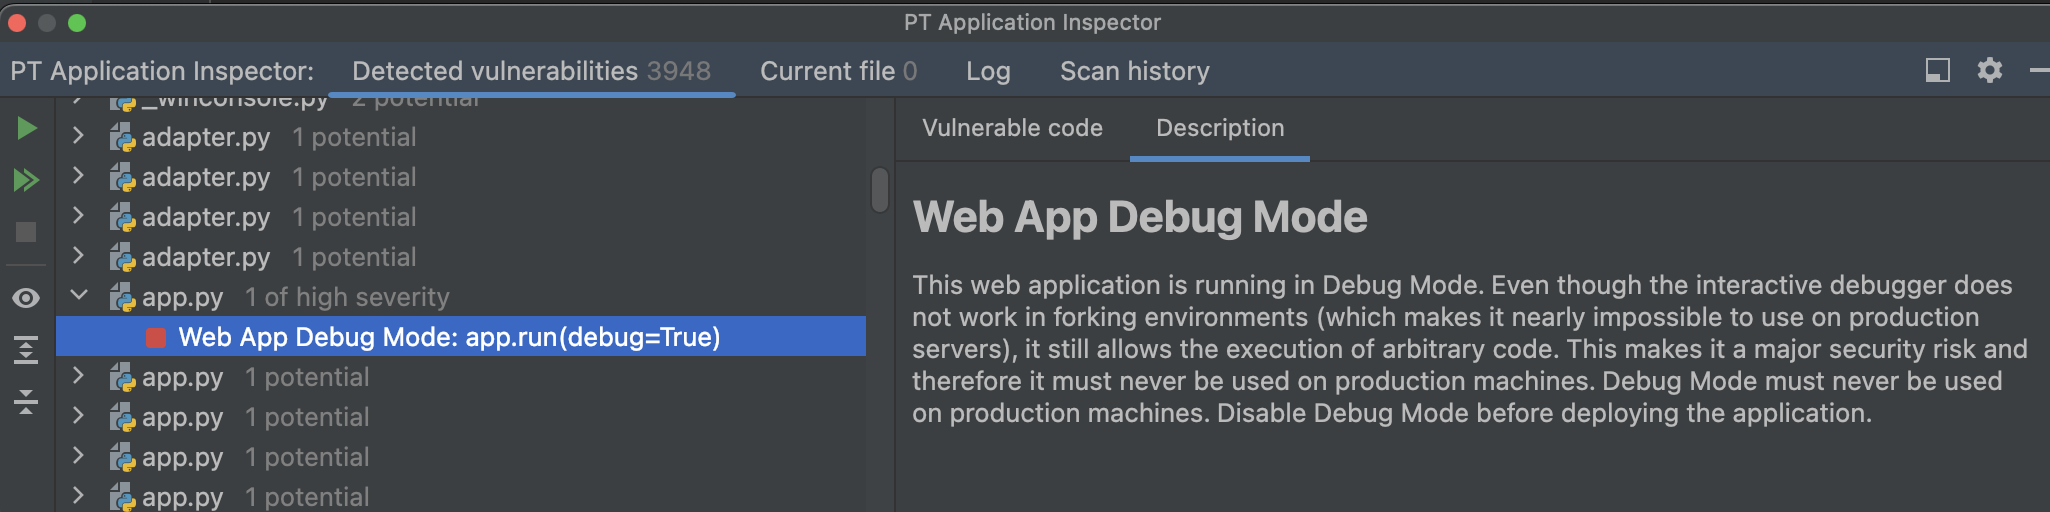 PT Application Inspector
PT Application Inspector: Detected vulnerabilities 3948 Current file 0 Log Scan history
_winconsole.py 2 potential
adapter.py 1 potential
adapter.py 1 potential
adapter.py 1 potential
adapter.py 1 potential
app.py 1 of high severity
Web App Debug Mode: app.run(debug=True)
app.py 1 potential
app.py 1 potential
app.py 1 potential
app.py 1 potential
Vulnerable code Description
Web App Debug Mode
This web application is running in Debug Mode. Even though the interactive debugger does
not work in forking environments (which makes it nearly impossible to use on production
servers), it still allows the execution of arbitrary code. This makes it a major security risk and
therefore it must never be used on production machines. Debug Mode must never be used
on production machines. Disable Debug Mode before deploying the application.